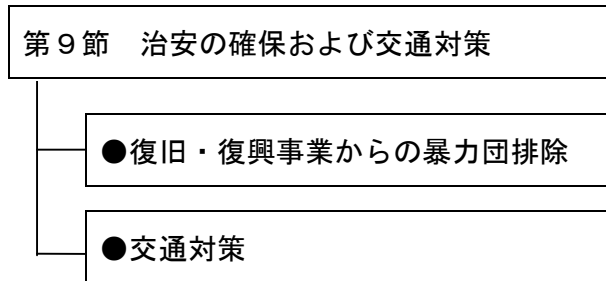 第９節　治安の確保および交通対策
●復旧・復興事業からの暴力団排除
●交通対策